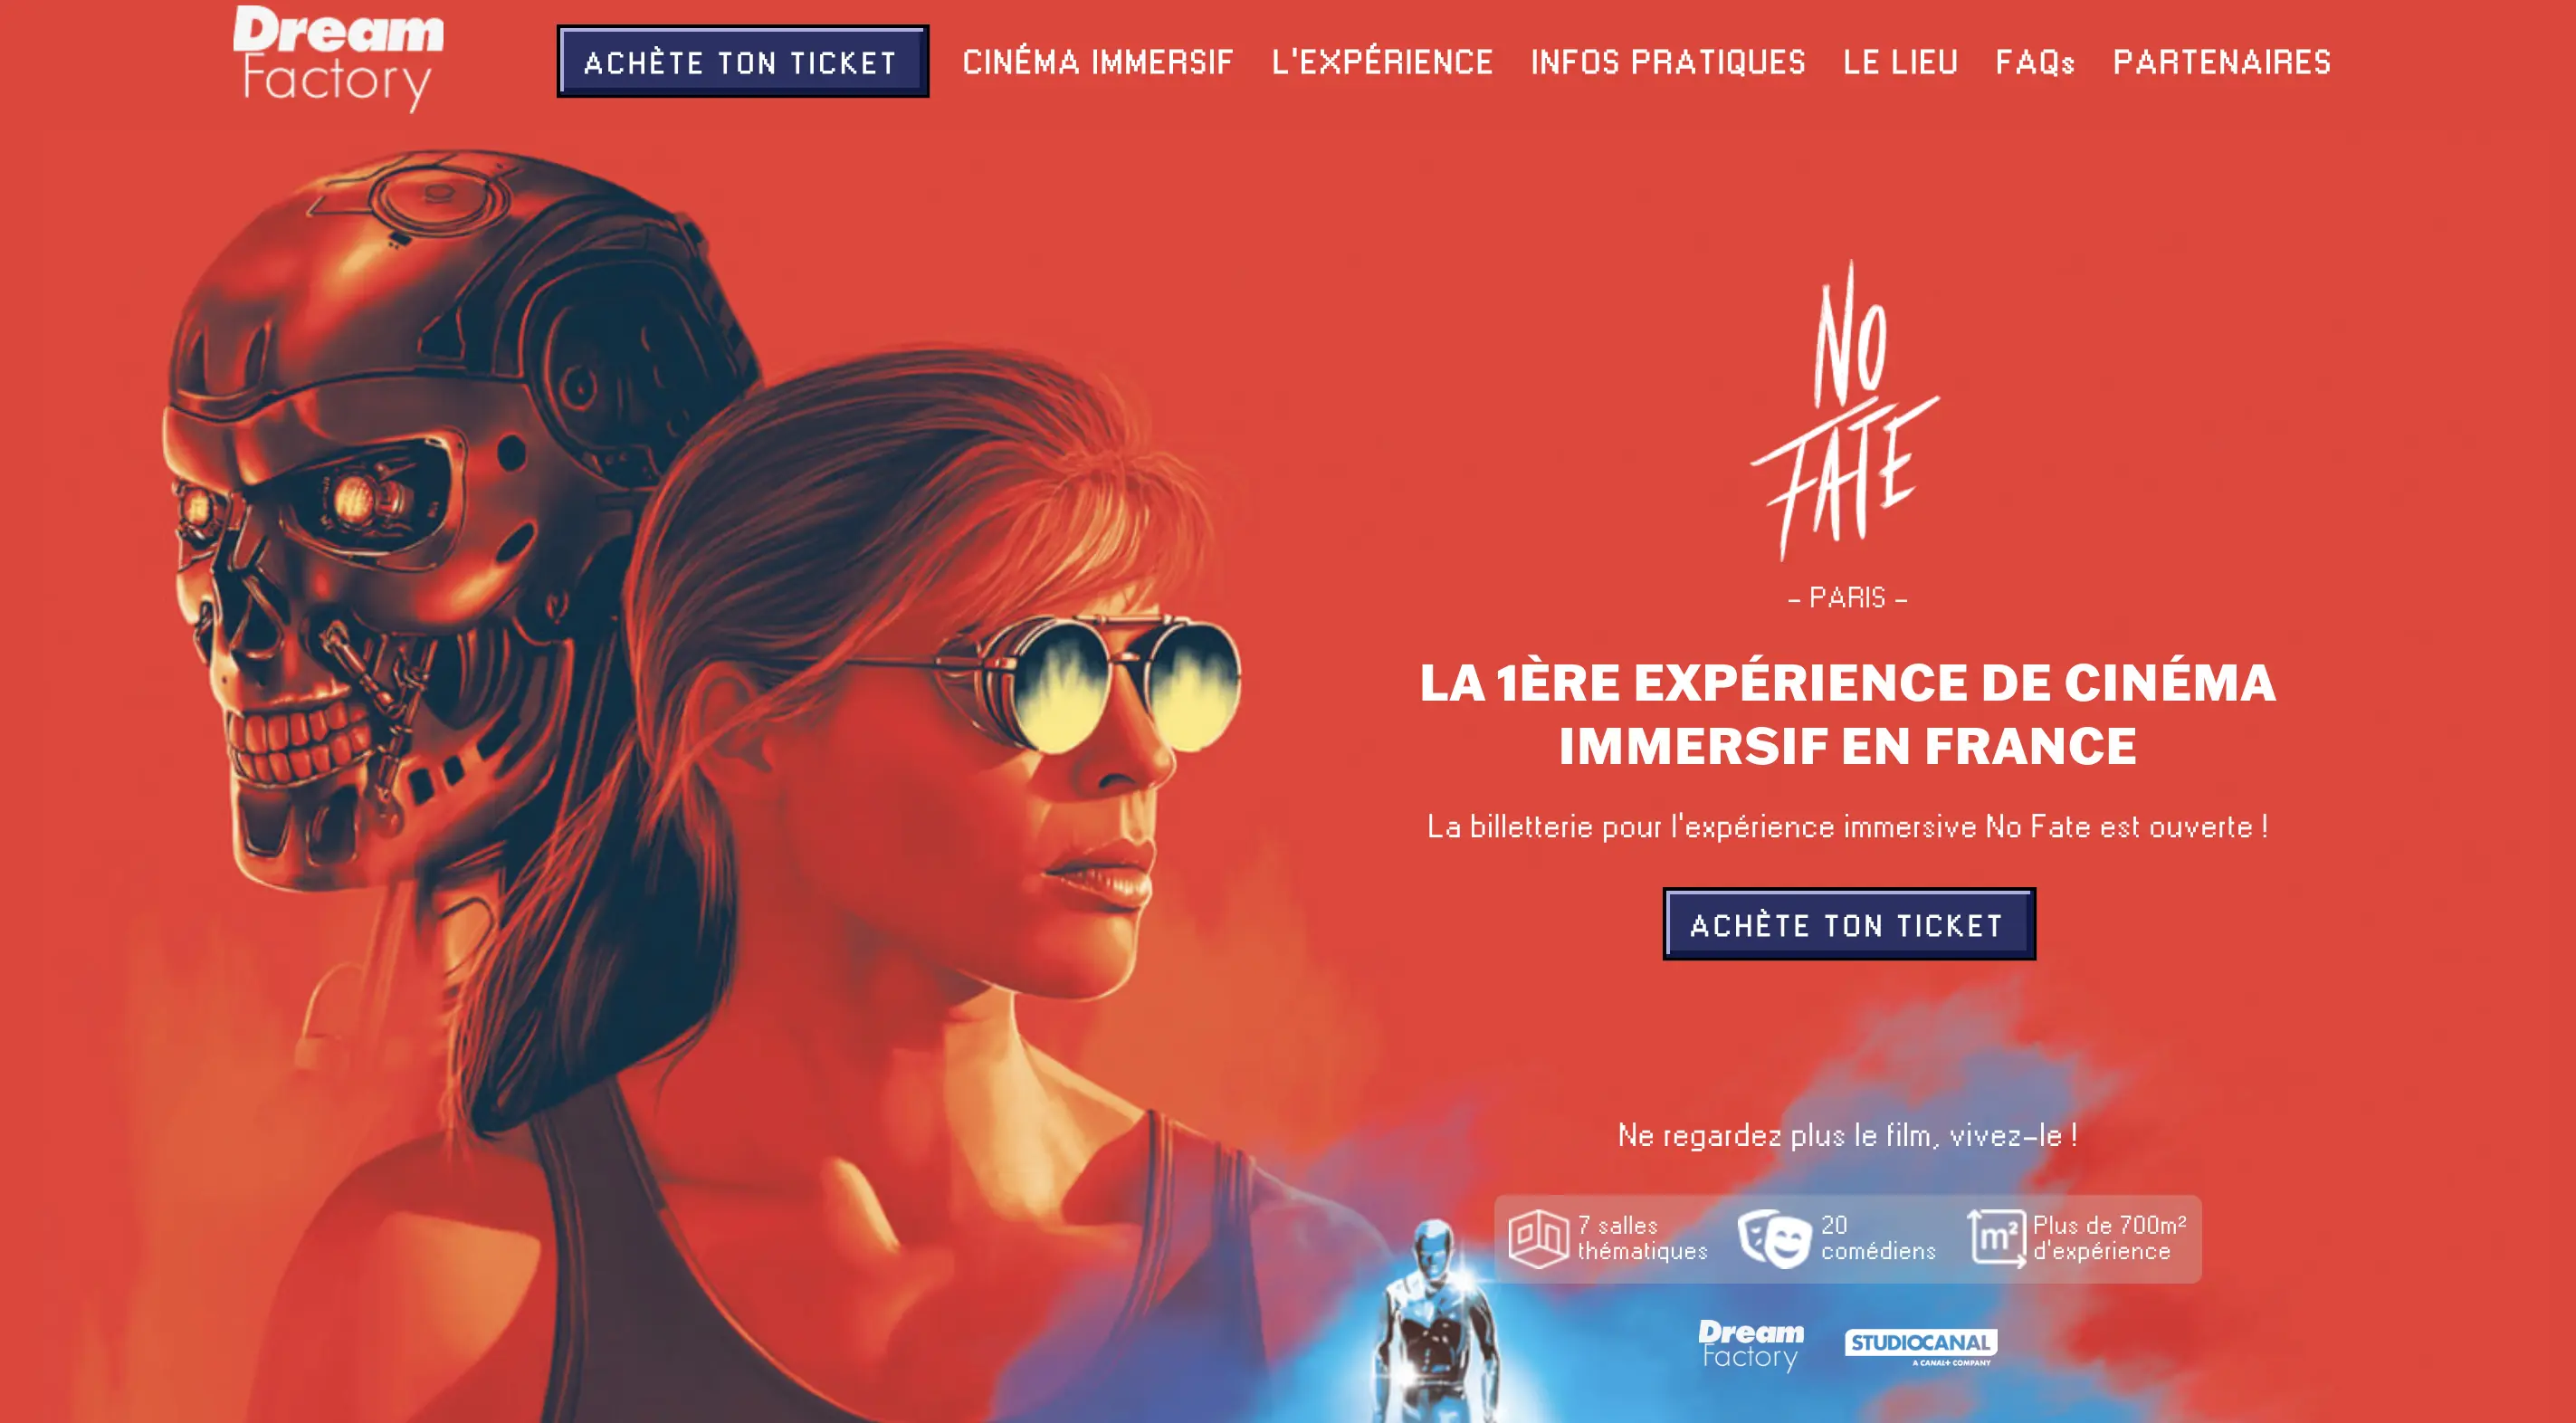 Dream
Factory
ACHÈTE TON TICKET
CINÉMA IMMERSIF
L'EXPÉRIENCE
INFOS PRATIQUES
LE LIEU
FAQs
PARTENAIRES
NO
FATE
- PARIS -
LA 1ÈRE EXPÉRIENCE DE CINÉMA
IMMERSIF EN FRANCE
La billetterie pour l'expérience immersive No Fate est ouverte !
ACHÈTE TON TICKET
Ne regardez plus le film, vivez-le !
7 salles
thématiques
20
comédiens
m²
Plus de 700m²
d'expérience
Dream
Factory
STUDIOCANAL
A CANAL+ COMPANY